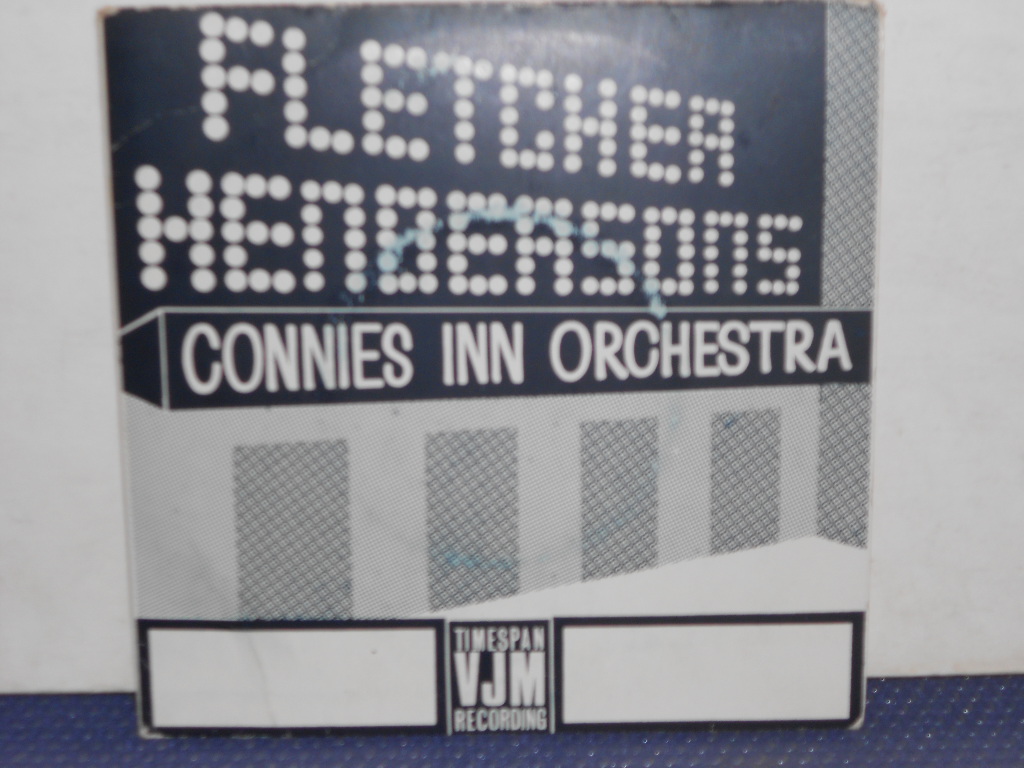 FLETCHER
HENDERSONS
CONNIES INN ORCHESTRA
TIMESPAN
VJM
RECORDING